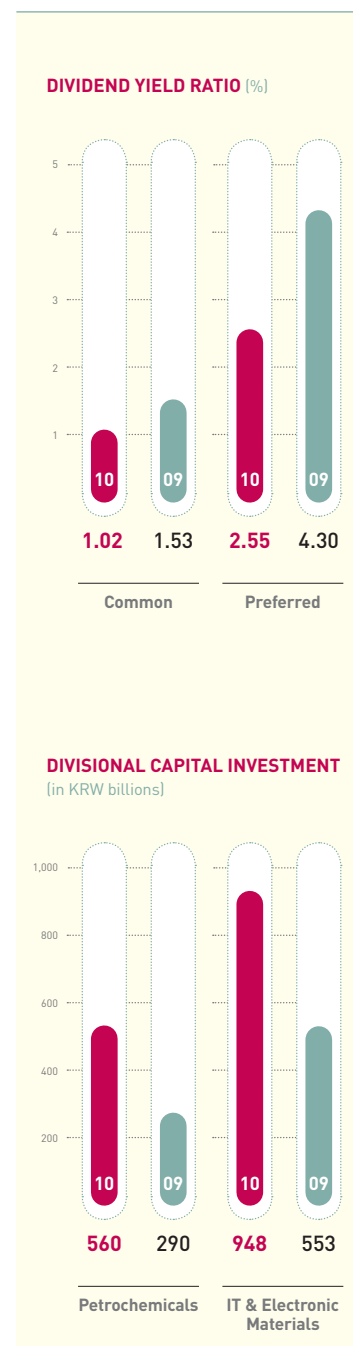 DIVIDEND YIELD RATIO (%)
5
4
3
2
1
10 09 10 09
1.02 1.53 2.55 4.30
Common Preferred
DIVISIONAL CAPITAL INVESTMENT
(in KRW billions)
1,000
800
600
400
200
10 09 10 09
560 290 948 553
Petrochemicals IT & Electronic
Materials